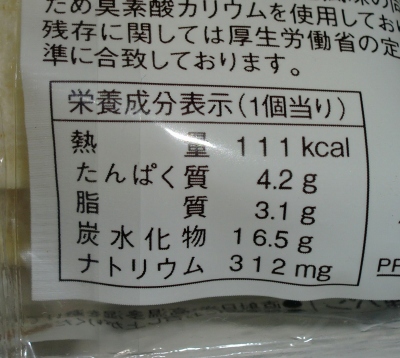 ため臭素酸カリウムを使用してお
残存に関しては厚生労働省の定
準に合致しております。
栄養成分表示(1個当り)
熱量 111kcal
たんぱく質 4.2g
脂質 3.1g
炭水化物 16.5g
ナトリウム 312mg